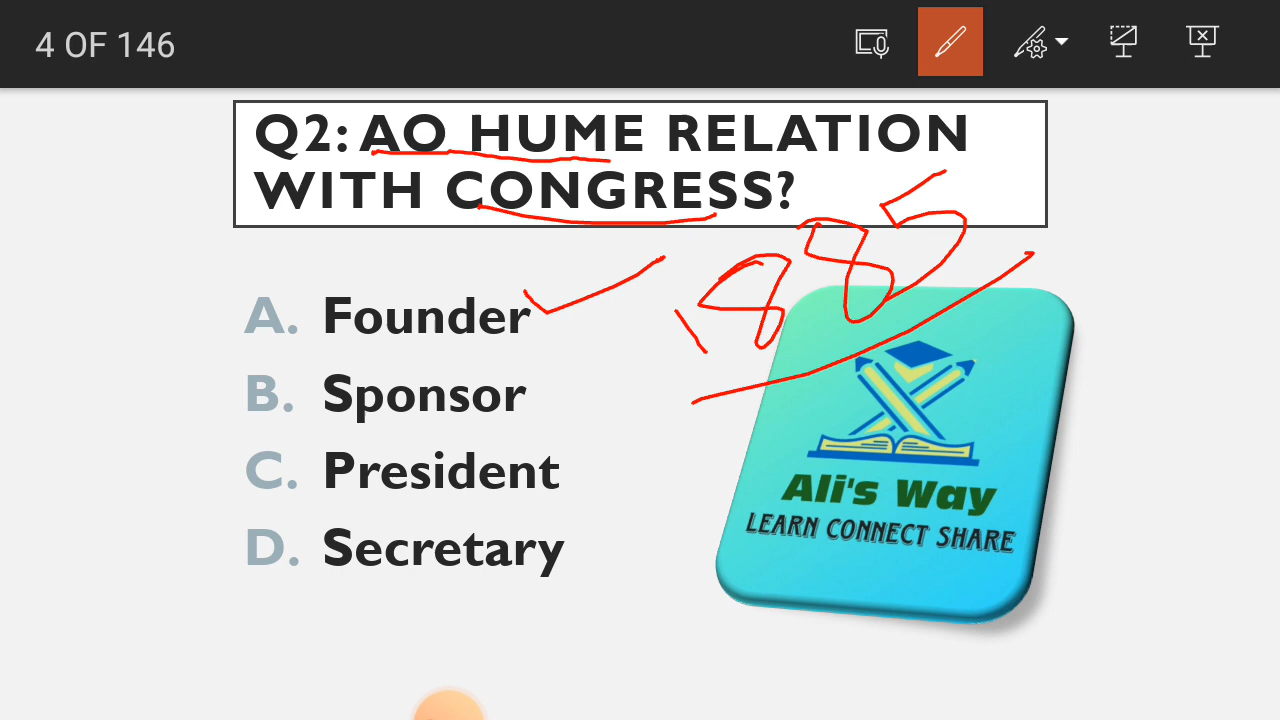 4 OF 146
Q2: AO HUME RELATION
WITH CONGRESS?
1885
A. Founder
B. Sponsor
C. President
D. Secretary
Ali's Way
LEARN CONNECT SHARE